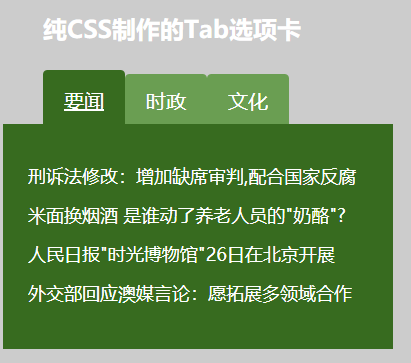 纯CSS制作的Tab选项卡
要闻 时政 文化
刑诉法修改：增加缺席审判,配合国家反腐
米面换烟酒 是谁动了养老人员的"奶酪"?
人民日报"时光博物馆"26日在北京开展
外交部回应澳媒言论：愿拓展多领域合作